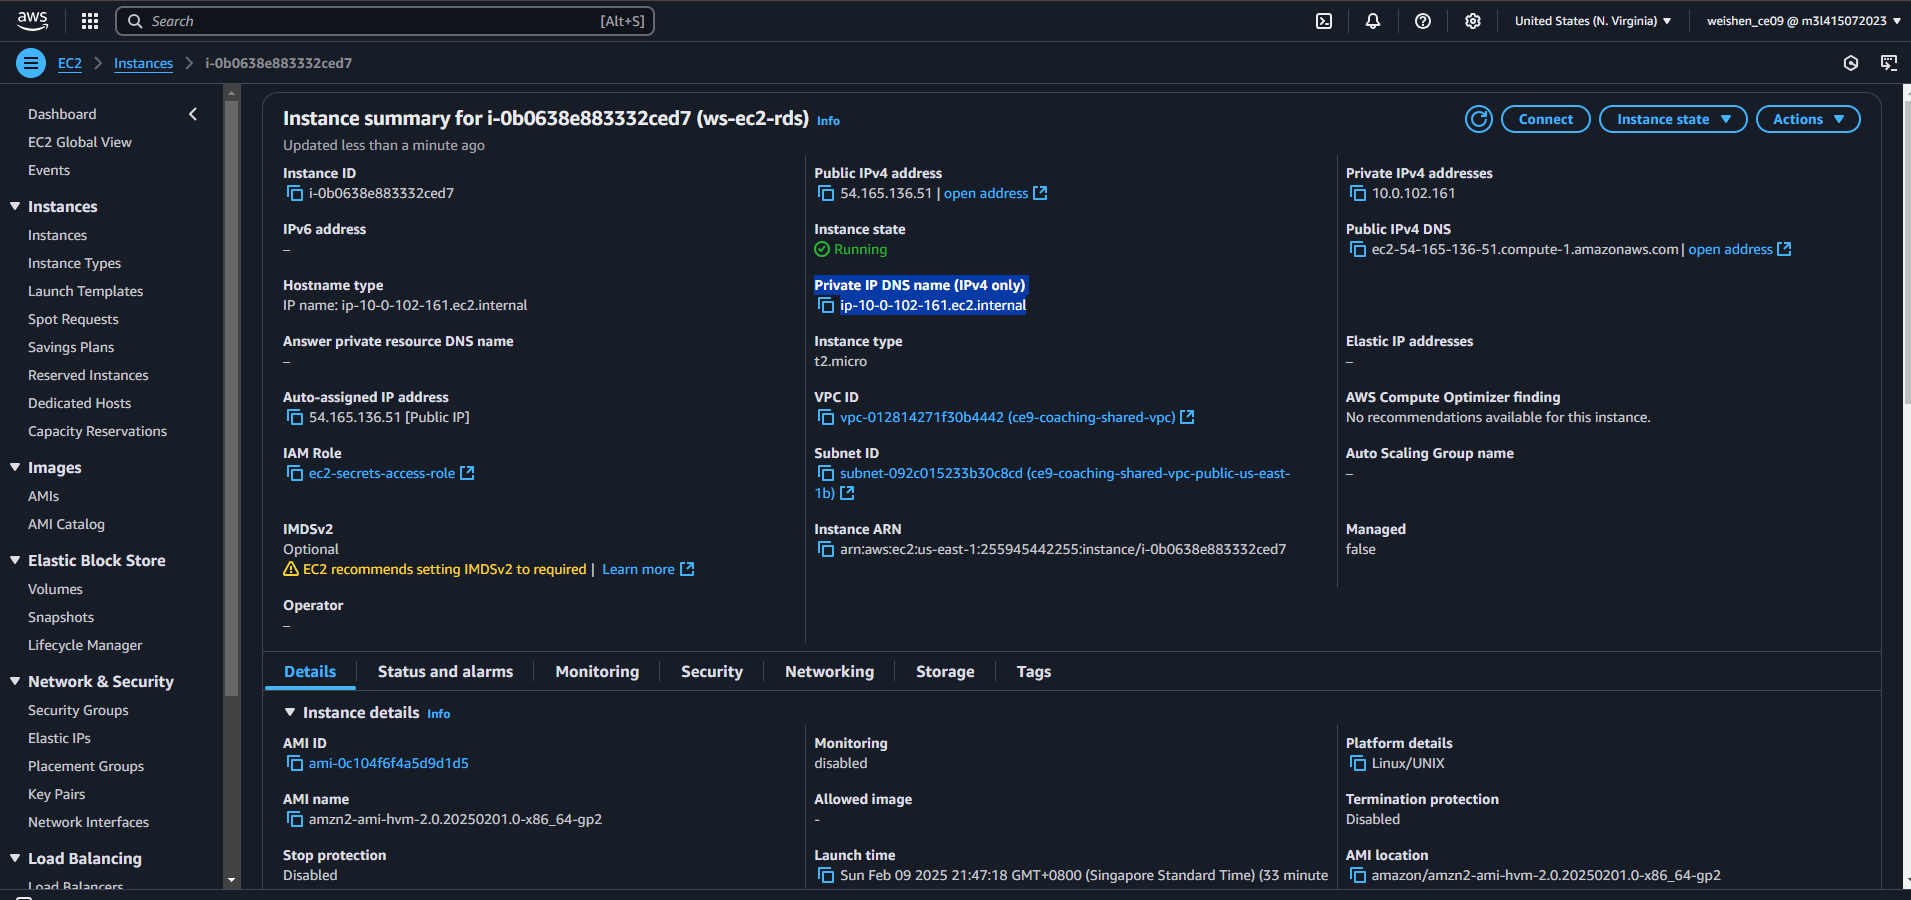 aws
Search [Alt+S]
United States (N. Virginia)
weishen_ce09 @ m3l415072023
EC2
Instances
i-0b0638e883332ced7
Dashboard
EC2 Global View
Events
Instances
Instances
Instance Types
Launch Templates
Spot Requests
Savings Plans
Reserved Instances
Dedicated Hosts
Capacity Reservations
Images
AMIs
AMI Catalog
Elastic Block Store
Volumes
Snapshots
Lifecycle Manager
Network & Security
Security Groups
Elastic IPs
Placement Groups
Key Pairs
Network Interfaces
Load Balancing
Load Balancers
Instance summary for i-0b0638e883332ced7 (ws-ec2-rds) Info
Updated less than a minute ago
Connect
Instance state
Actions
Instance ID
i-0b0638e883332ced7
Public IPv4 address
54.165.136.51 | open address
Private IPv4 addresses
10.0.102.161
IPv6 address
–
Instance state
Running
Public IPv4 DNS
ec2-54-165-136-51.compute-1.amazonaws.com | open address
Hostname type
IP name: ip-10-0-102-161.ec2.internal
Private IP DNS name (IPv4 only)
ip-10-0-102-161.ec2.internal
Answer private resource DNS name
–
Instance type
t2.micro
Elastic IP addresses
–
Auto-assigned IP address
54.165.136.51 [Public IP]
VPC ID
vpc-012814271f30b4442 (ce9-coaching-shared-vpc)
AWS Compute Optimizer finding
No recommendations available for this instance.
IAM Role
ec2-secrets-access-role
Subnet ID
subnet-092c015233b30c8cd (ce9-coaching-shared-vpc-public-us-east-
1b)
Auto Scaling Group name
–
IMDSv2
Optional
EC2 recommends setting IMDSv2 to required | Learn more
Instance ARN
arn:aws:ec2:us-east-1:255945442255:instance/i-0b0638e883332ced7
Managed
false
Operator
–
Details
Status and alarms
Monitoring
Security
Networking
Storage
Tags
Instance details Info
AMI ID
ami-0c104f6f4a5d9d1d5
Monitoring
disabled
Platform details
Linux/UNIX
AMI name
amzn2-ami-hvm-2.0.20250201.0-x86_64-gp2
Allowed image
-
Termination protection
Disabled
Stop protection
Disabled
Launch time
Sun Feb 09 2025 21:47:18 GMT+0800 (Singapore Standard Time) (33 minute
AMI location
amazon/amzn2-ami-hvm-2.0.20250201.0-x86_64-gp2